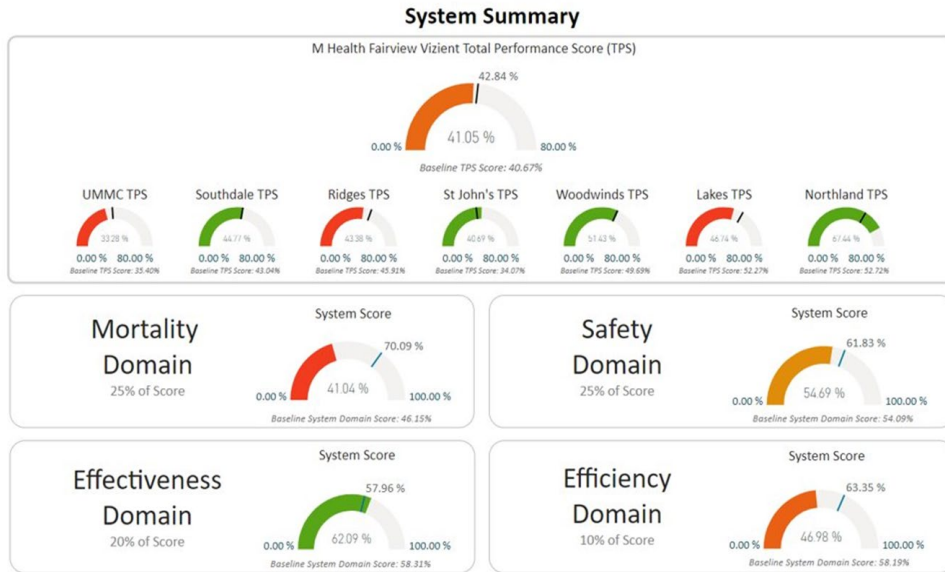 System Summary
M Health Fairview Vizient Total Performance Score (TPS)
42.84 %
41.05 %
0.00 % 80.00 %
Baseline TPS Score: 40.67%
UMMC TPS Southdale TPS Ridges TPS St John's TPS Woodwinds TPS Lakes TPS Northland TPS
33.28 % 44.77 % 43.38 % 40.69 % 51.43 % 46.74 % 67.44 %
0.00 % 80.00 % 0.00 % 80.00 % 0.00 % 80.00 % 0.00 % 80.00 % 0.00 % 80.00 % 0.00 % 80.00 % 0.00 % 80.00 %
Baseline TPS Score: 35.40% Baseline TPS Score: 43.04% Baseline TPS Score: 45.91% Baseline TPS Score: 34.07% Baseline TPS Score: 49.69% Baseline TPS Score: 52.27% Baseline TPS Score: 52.72%
Mortality
Domain
25% of Score
System Score
70.09 %
41.04 %
0.00 % 100.00 %
Baseline System Domain Score: 46.15%
Safety
Domain
25% of Score
System Score
61.83 %
54.69 %
0.00 % 100.00 %
Baseline System Domain Score: 54.09%
Effectiveness
Domain
20% of Score
System Score
57.96 %
62.09 %
0.00 % 100.00 %
Baseline System Domain Score: 58.31%
Efficiency
Domain
10% of Score
System Score
63.35 %
46.98 %
0.00 % 100.00 %
Baseline System Domain Score: 58.19%